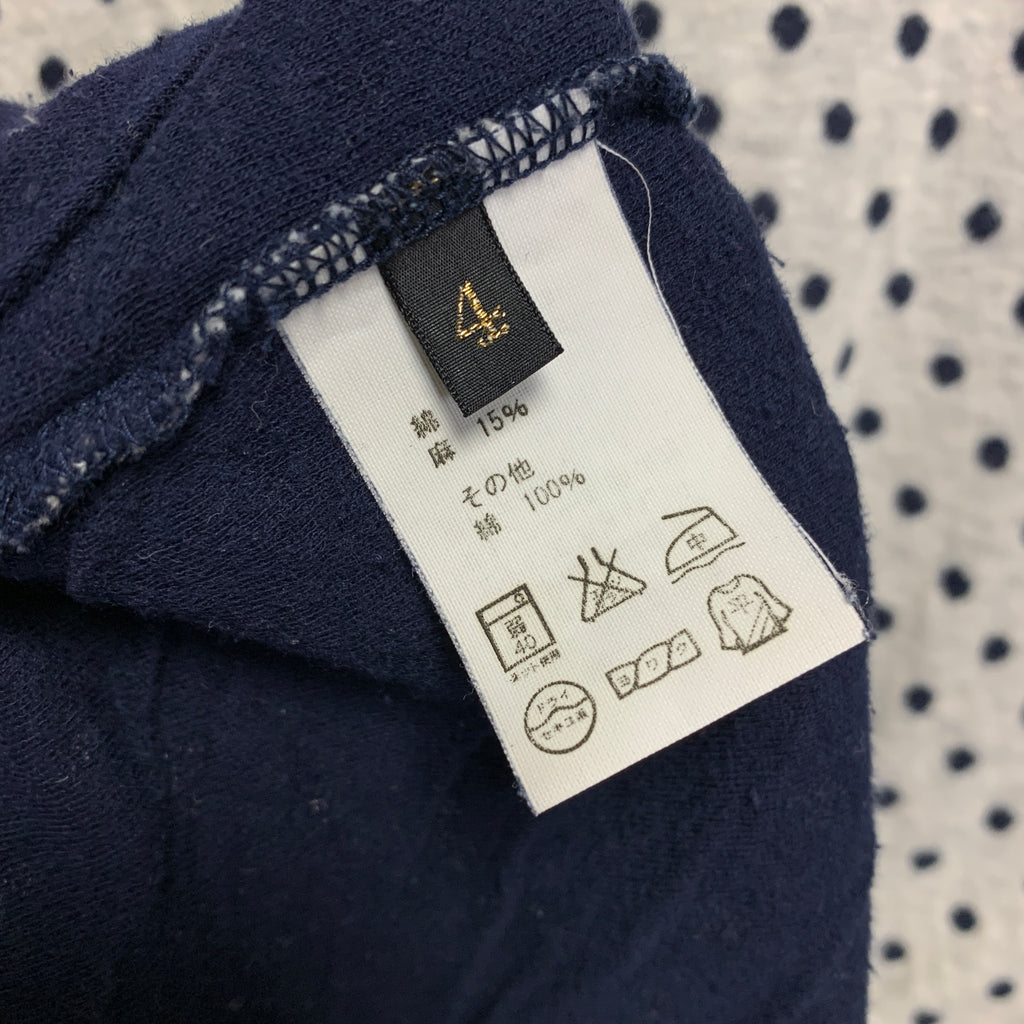 4
綿
麻 15%
その他
綿 100%
中
弱
40
ネット使用
平
ヨワク
ドライ
セキユ系